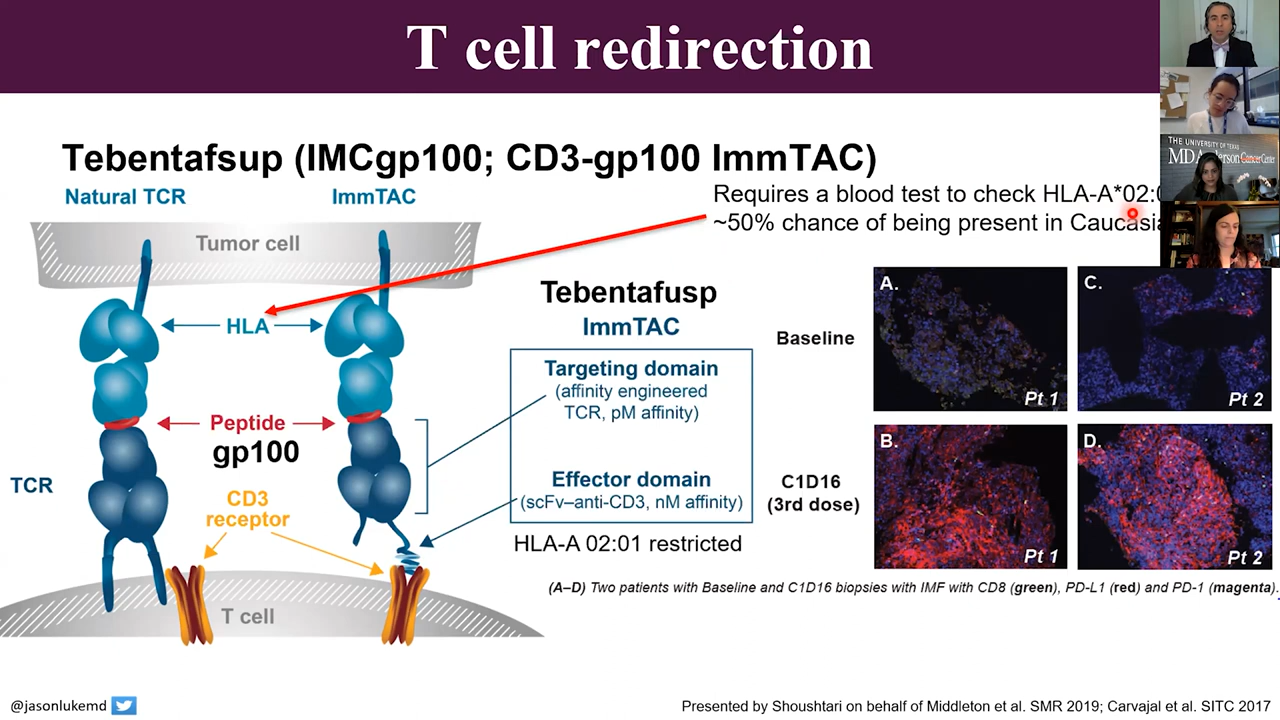 T cell redirection
Tebentafsup (IMCgp100; CD3-gp100 ImmTAC)
Natural TCR
ImmTAC
Requires a blood test to check HLA-A*02:
~50% chance of being present in
Tumor cell
HLA
Peptide
gp100
TCR
CD3
receptor
T cell
Tebentafusp
ImmTAC
Targeting domain
(affinity engineered
TCR, pM affinity)
Effector domain
(scFv–anti-CD3, nM affinity)
HLA-A 02:01 restricted
Baseline
C1D16
(3rd dose)
A.
Pt 1
C.
Pt 2
B.
Pt 1
D.
Pt 2
(A–D) Two patients with Baseline and C1D16 biopsies with IMF with CD8 (green), PD-L1 (red) and PD-1 (magenta).
THE UNIVERSITY OF TEXAS
MD Anderson Cancer Center
@jasonlukemd
Presented by Shoushtari on behalf of Middleton et al. SMR 2019; Carvajal et al. SITC 2017